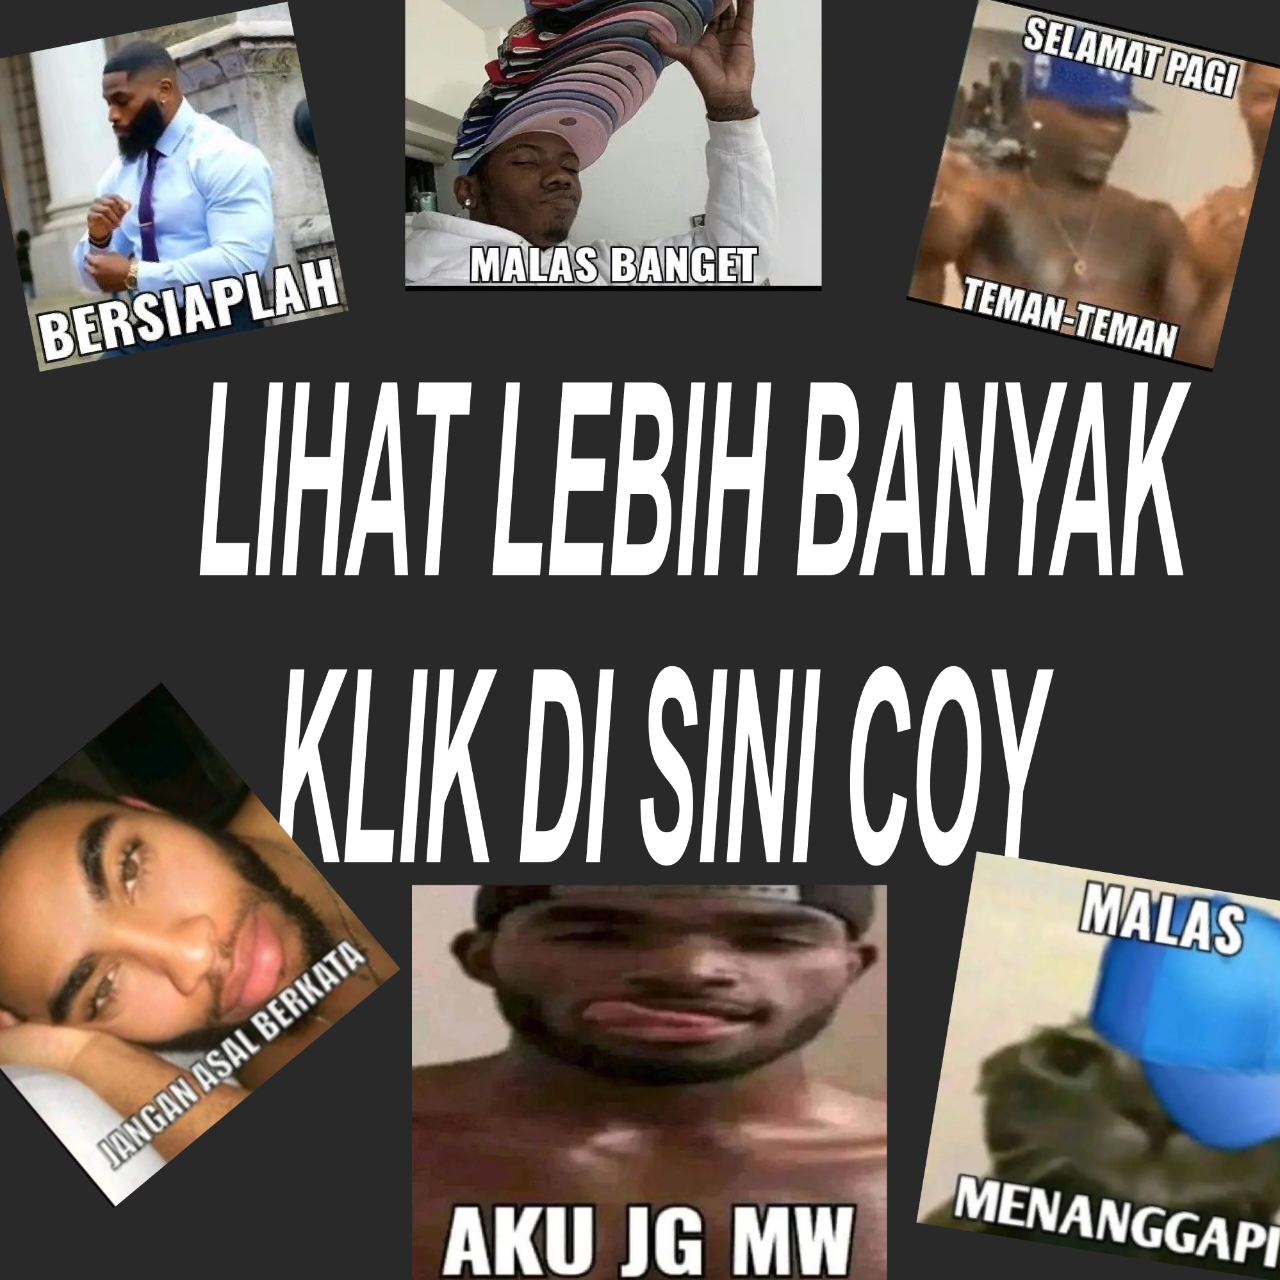 BERSIAPLAH
MALAS BANGET
SELAMAT PAGI
TEMAN-TEMAN
LIHAT LEBIH BANYAK
KLIK DI SINI COY
JANGAN ASAL BERKATA
AKU JG MW
MALAS
MENANGGAPI